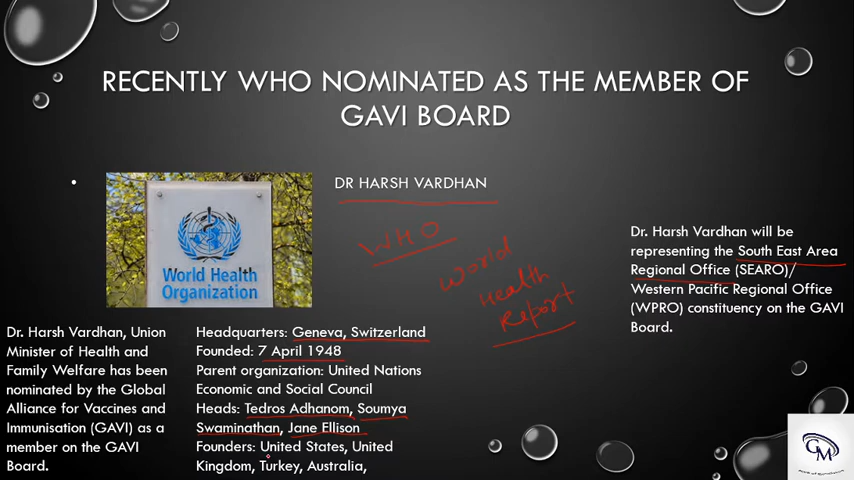 RECENTLY WHO NOMINATED AS THE MEMBER OF
GAVI BOARD
• DR HARSH VARDHAN
World Health
Organization
WHO
World
Health
Report
Dr. Harsh Vardhan will be
representing the South East Area
Regional Office (SEARO)/
Western Pacific Regional Office
(WPRO) constituency on the GAVI
Board.
Dr. Harsh Vardhan, Union
Minister of Health and
Family Welfare has been
nominated by the Global
Alliance for Vaccines and
Immunisation (GAVI) as a
member on the GAVI
Board.
Headquarters: Geneva, Switzerland
Founded: 7 April 1948
Parent organization: United Nations
Economic and Social Council
Heads: Tedros Adhanom, Soumya
Swaminathan, Jane Ellison
Founders: United States, United
Kingdom, Turkey, Australia,
GM